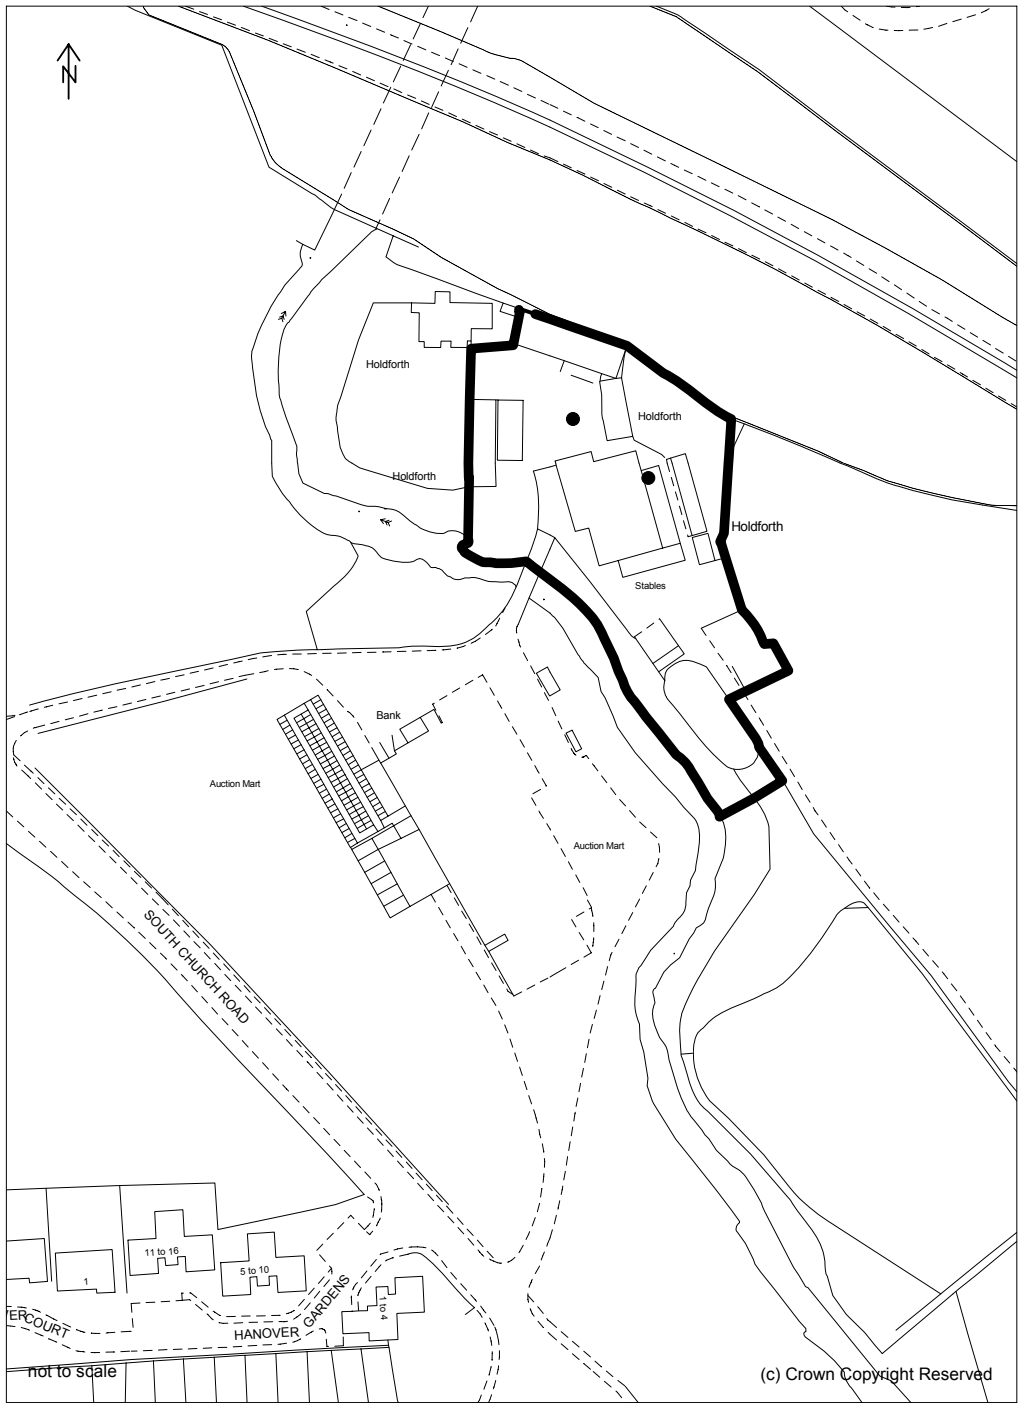 N
Holdforth
Holdforth
Holdforth
Holdforth
Stables
Bank
Auction Mart
Auction Mart
SOUTH CHURCH ROAD
11 to 16
5 to 10
1
1 to 4
VERCOURT
HANOVER GARDENS
not to scale
(c) Crown Copyright Reserved